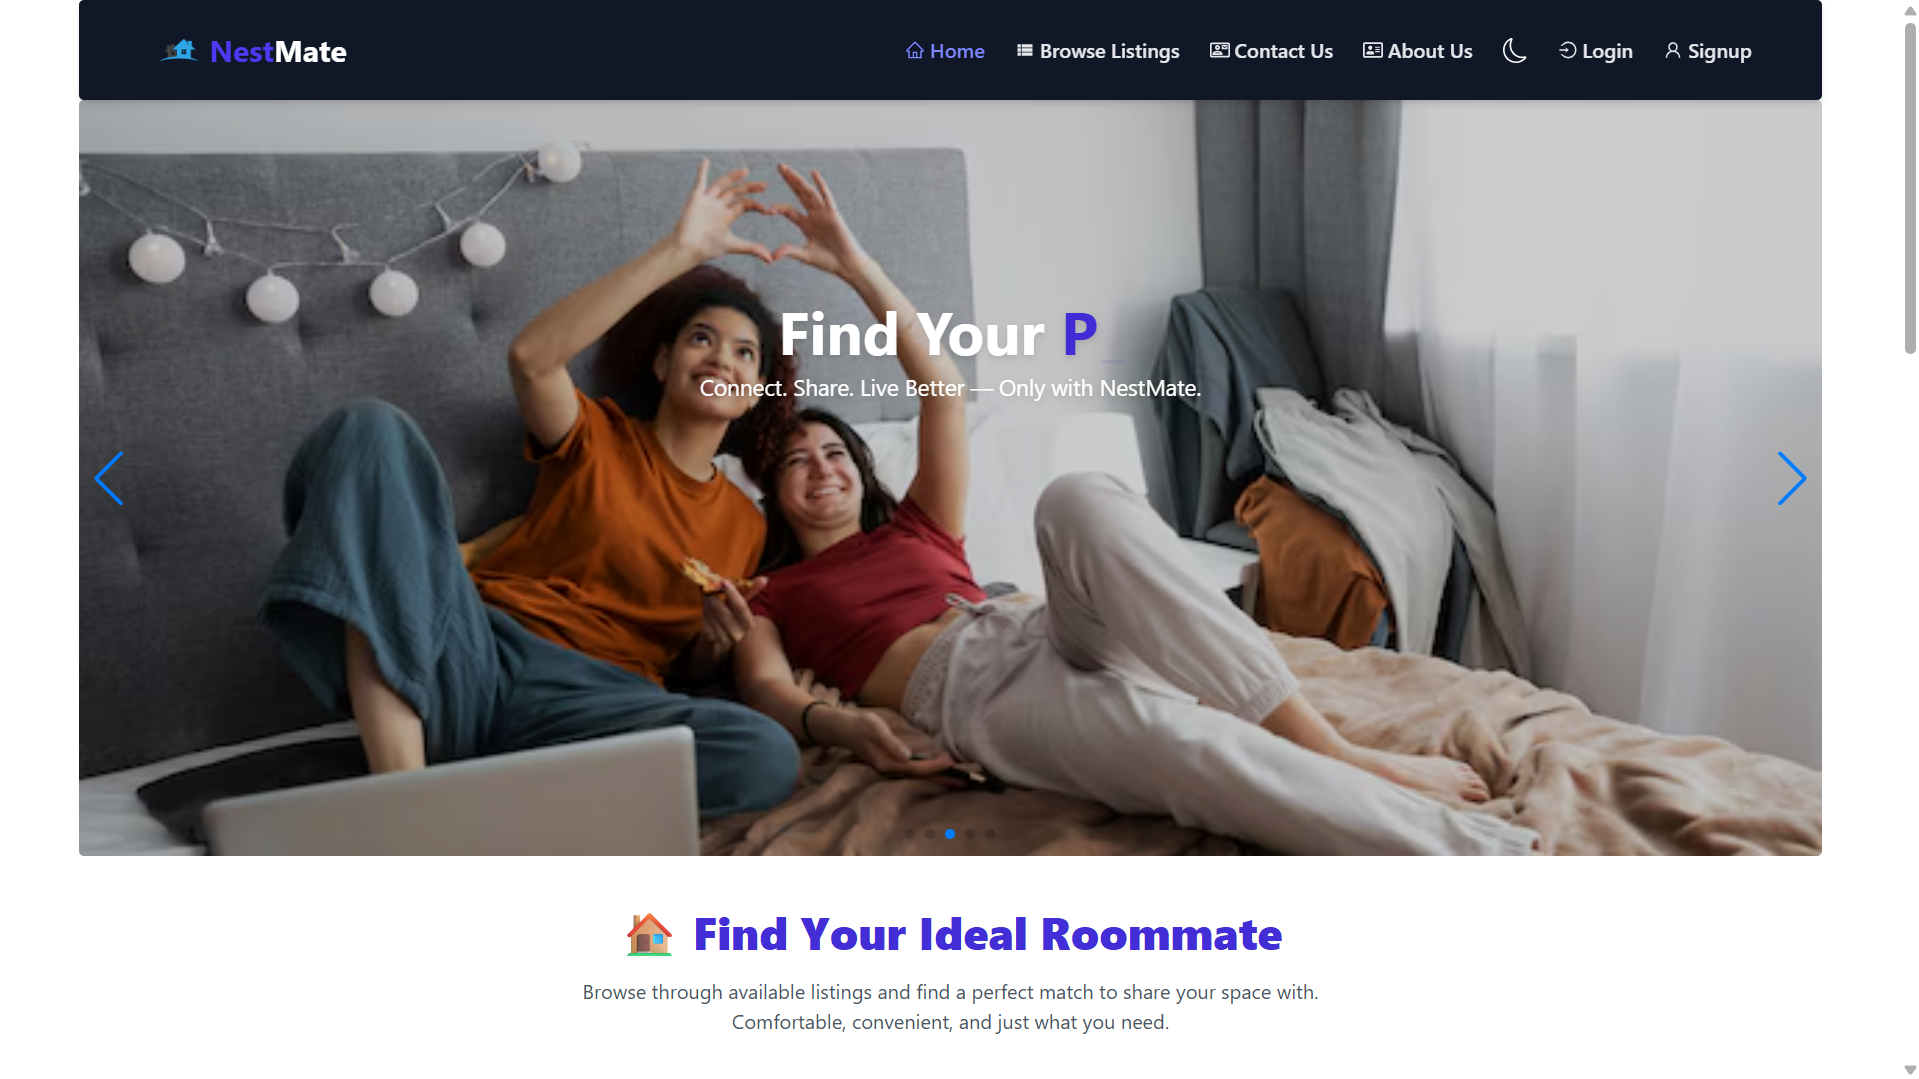 NestMate
Home
Browse Listings
Contact Us
About Us
Login
Signup
Find Your P_
Connect. Share. Live Better — Only with NestMate.
Find Your Ideal Roommate
Browse through available listings and find a perfect match to share your space with.
Comfortable, convenient, and just what you need.